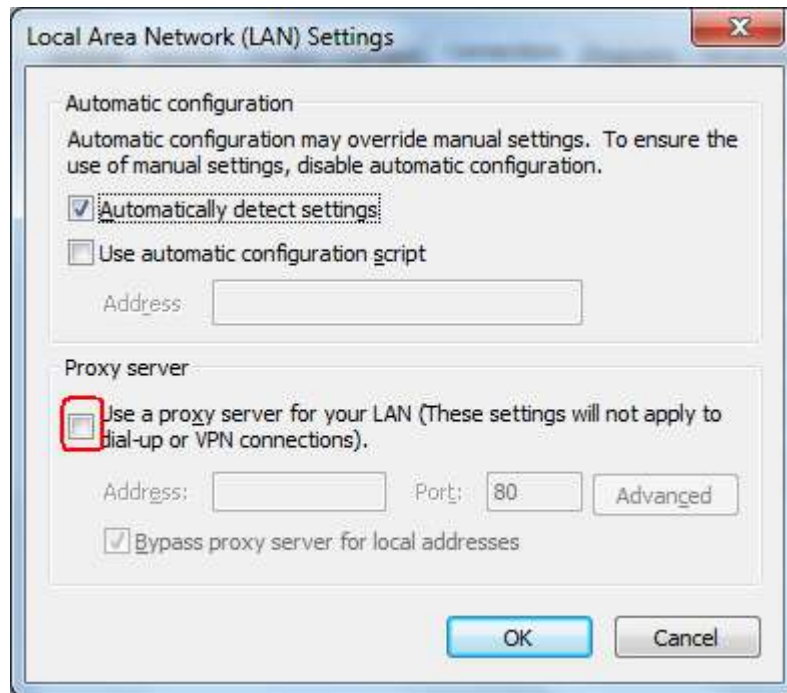 Local Area Network (LAN) Settings
Automatic configuration
Automatic configuration may override manual settings. To ensure the
use of manual settings, disable automatic configuration.
Automatically detect settings
Use automatic configuration script
Address
Proxy server
Use a proxy server for your LAN (These settings will not apply to
dial-up or VPN connections).
Address: Port: 80 Advanced
Bypass proxy server for local addresses
OK Cancel